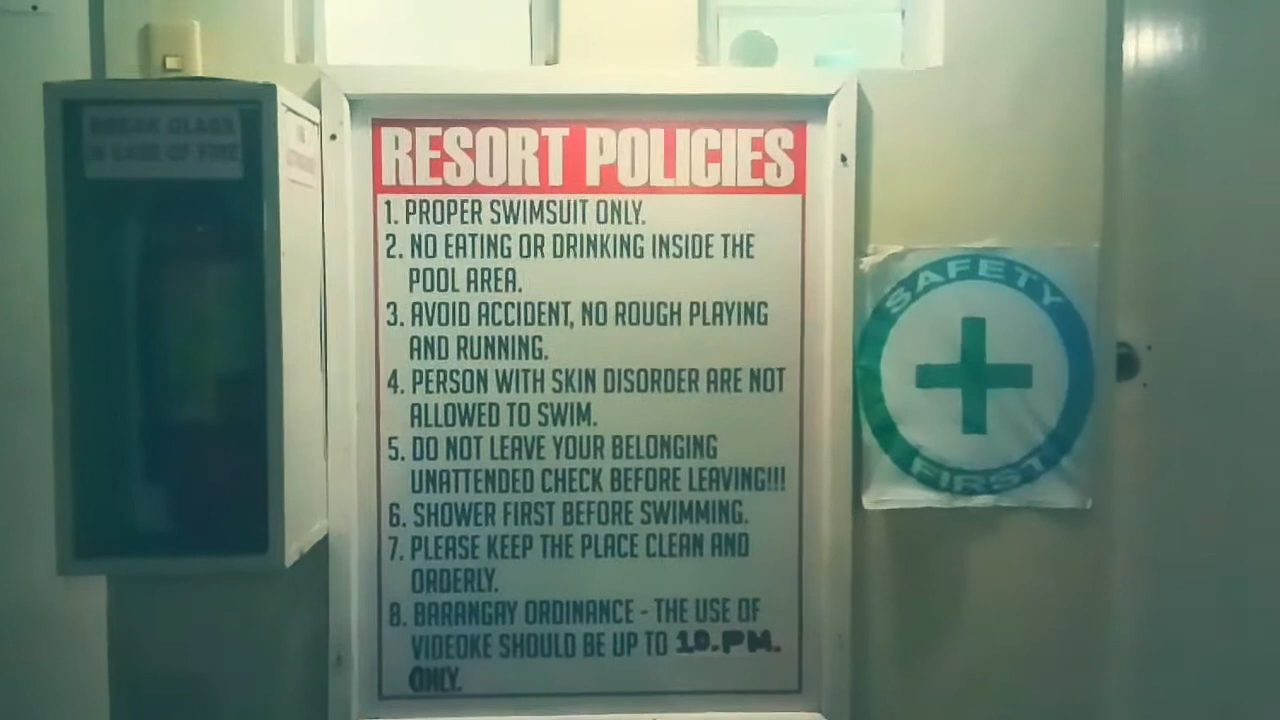 BREAK GLASS
IN CASE OF FIRE
RESORT POLICIES
1. PROPER SWIMSUIT ONLY.
2. NO EATING OR DRINKING INSIDE THE
POOL AREA.
3. AVOID ACCIDENT, NO ROUGH PLAYING
AND RUNNING.
4. PERSON WITH SKIN DISORDER ARE NOT
ALLOWED TO SWIM.
5. DO NOT LEAVE YOUR BELONGING
UNATTENDED CHECK BEFORE LEAVING!!!
6. SHOWER FIRST BEFORE SWIMMING.
7. PLEASE KEEP THE PLACE CLEAN AND
ORDERLY.
8. BARANGAY ORDINANCE - THE USE OF
VIDEOKE SHOULD BE UP TO 10.PM.
ONLY.
SAFETY
FIRST